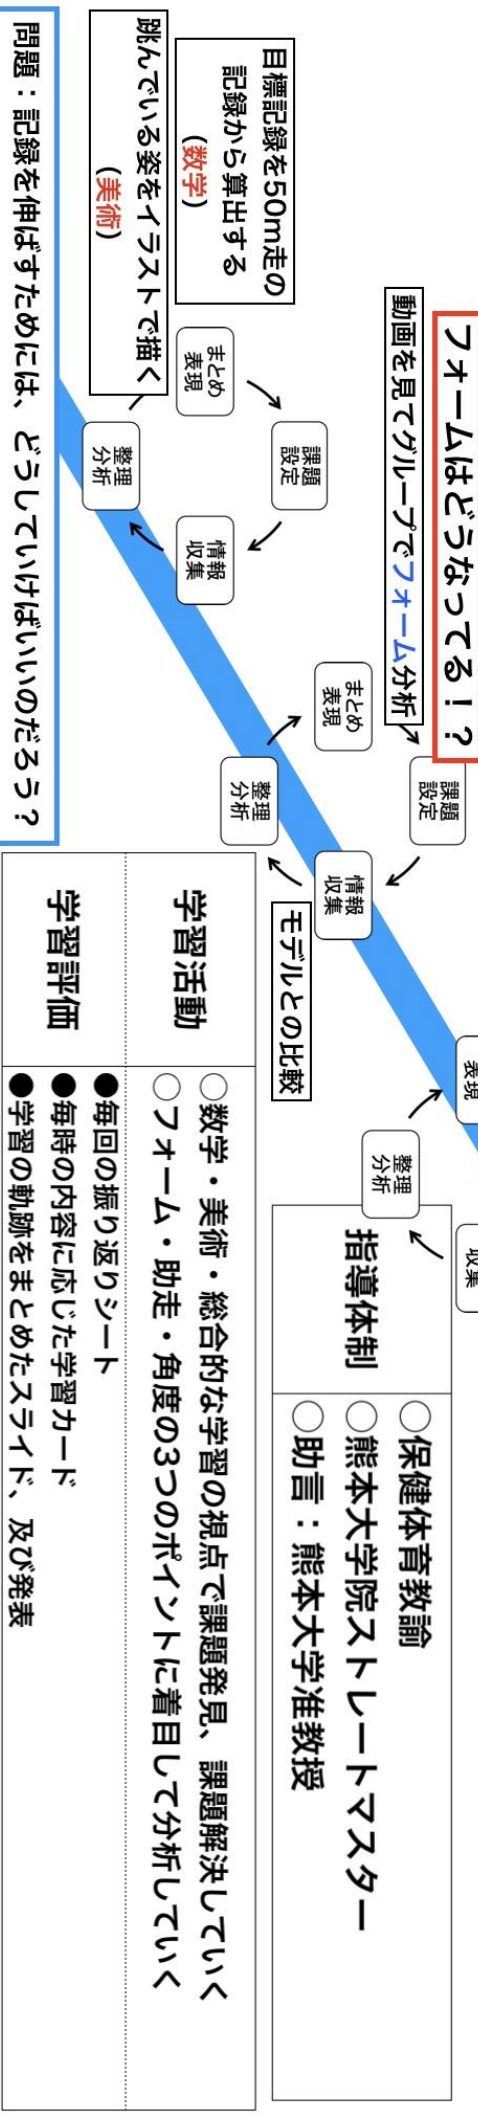 フォームはどうなってる！？
動画を見てグループでフォーム分析
目標記録を50m走の
記録から算出する
(数学)
跳んでいる姿をイラストで描く
(美術)
まとめ
表現
課題
設定
情報
収集
整理
分析
まとめ
表現
課題
設定
情報
収集
整理
分析
モデルとの比較
表現
収集
整理
分析
問題：記録を伸ばすためには、どうしていけばいいのだろう？
指導体制
○保健体育教諭
○熊本大学院ストレートマスター
○助言：熊本大学准教授
学習活動
○数学・美術・総合的な学習の視点で課題発見、課題解決していく
○フォーム・助走・角度の3つのポイントに着目して分析していく
学習評価
●毎回の振り返りシート
●毎時の内容に応じた学習カード
●学習の軌跡をまとめたスライド、及び発表